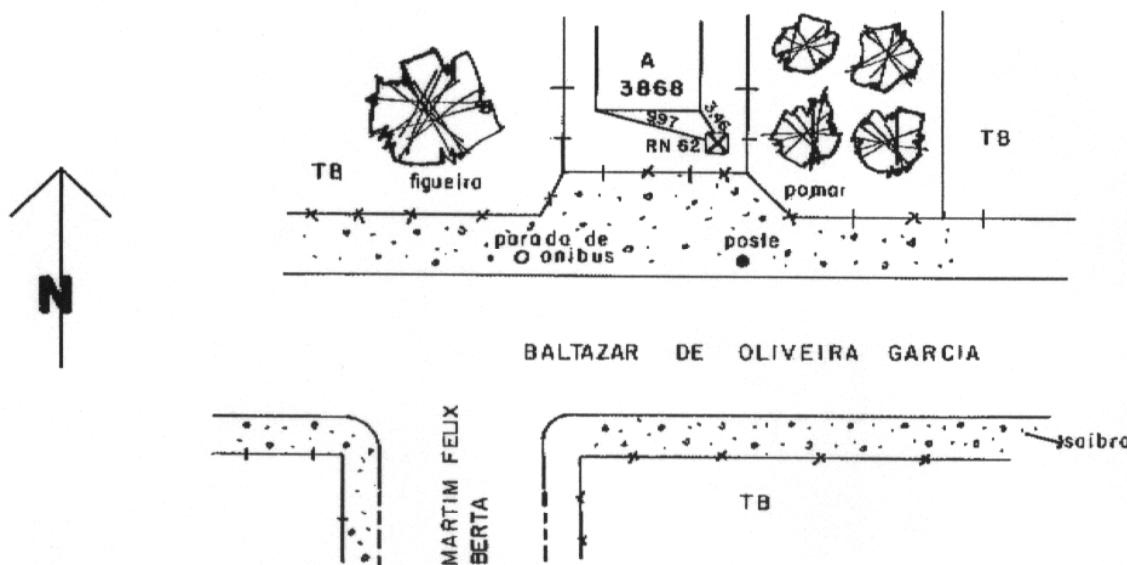 A
3868
3,46
997
RN 62
TB
figueira
pomar
TB
parada de
onibus
poste
N
BALTAZAR DE OLIVEIRA GARCIA
MARTIM FELIX
BERTA
saibro
TB